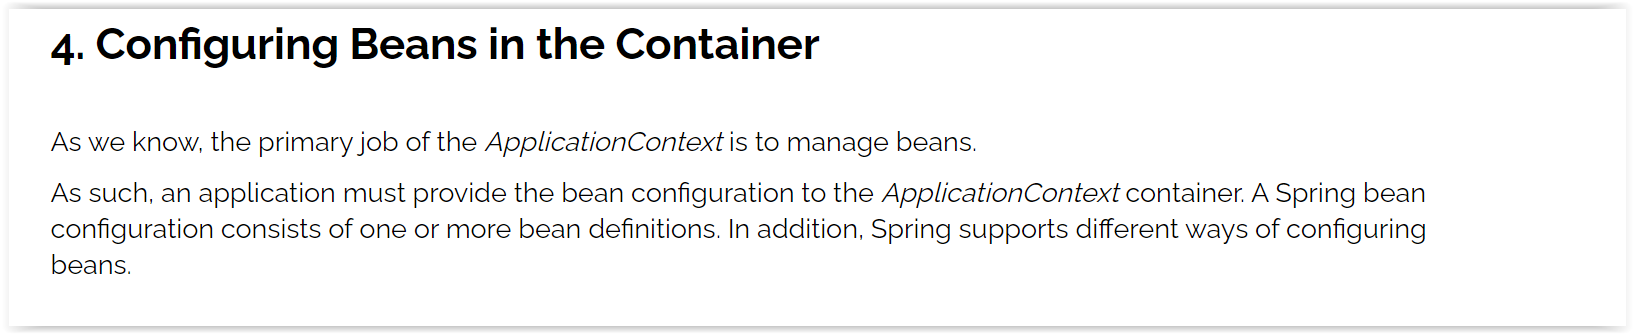 4. Configuring Beans in the Container
As we know, the primary job of the ApplicationContext is to manage beans.
As such, an application must provide the bean configuration to the ApplicationContext container. A Spring bean
configuration consists of one or more bean definitions. In addition, Spring supports different ways of configuring
beans.